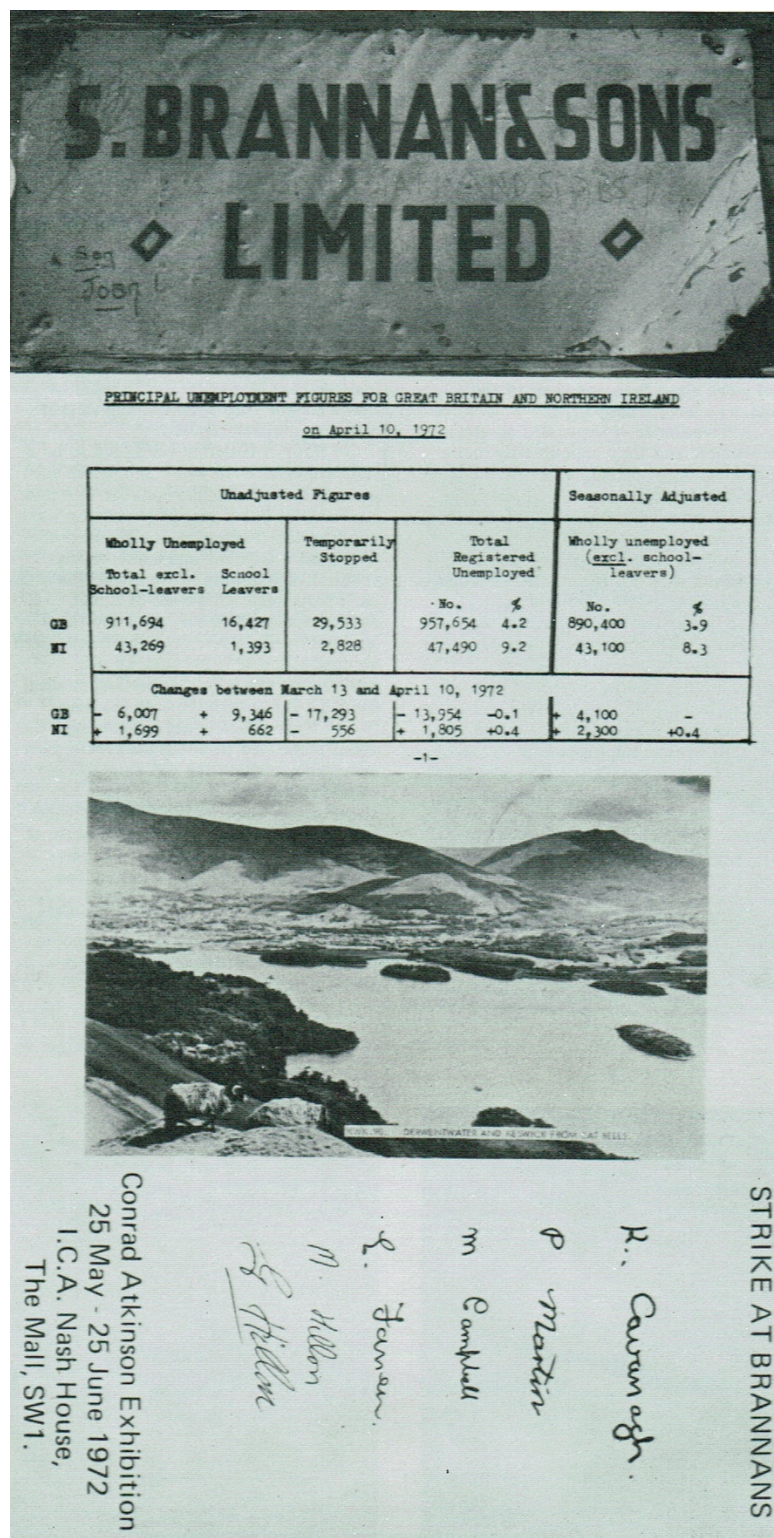 S. BRANNAN & SONS
LIMITED
Son
John
PRINCIPAL UNEMPLOYMENT FIGURES FOR GREAT BRITAIN AND NORTHERN IRELAND
on April 10, 1972
Unadjusted Figures Seasonally Adjusted
Wholly Unemployed Temporarily Stopped Total Registered Unemployed Wholly unemployed (excl. school-leavers)
Total excl. School-leavers School Leavers
No. % No. %
GB 911,694 16,427 29,533 957,654 4.2 890,400 3.9
NI 43,269 1,393 2,828 47,490 9.2 43,100 8.3
Changes between March 13 and April 10, 1972
GB - 6,007 + 9,346 - 17,293 - 13,954 -0.1 + 4,100 -
NI + 1,699 + 662 - 556 + 1,805 +0.4 + 2,300 +0.4
-1-
DERWENTWATER AND KESWICK FROM CAT BELLS.
STRIKE AT BRANNANS
K. Cavanagh.
P Martin
M Campbell
M. Hillon
Hillon
Conrad Atkinson Exhibition
25 May - 25 June 1972
I.C.A. Nash House,
The Mall, SW1.